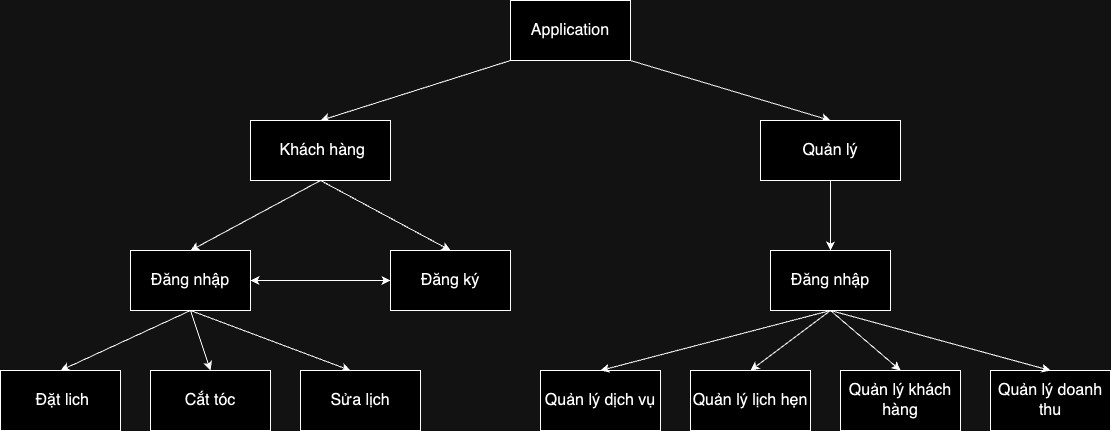 Application
Khách hàng
Quản lý
Đăng nhập
Đăng ký
Đăng nhập
Đặt lich
Cắt tóc
Sửa lịch
Quản lý dịch vụ
Quản lý lịch hẹn
Quản lý khách
hàng
Quản lý doanh
thu